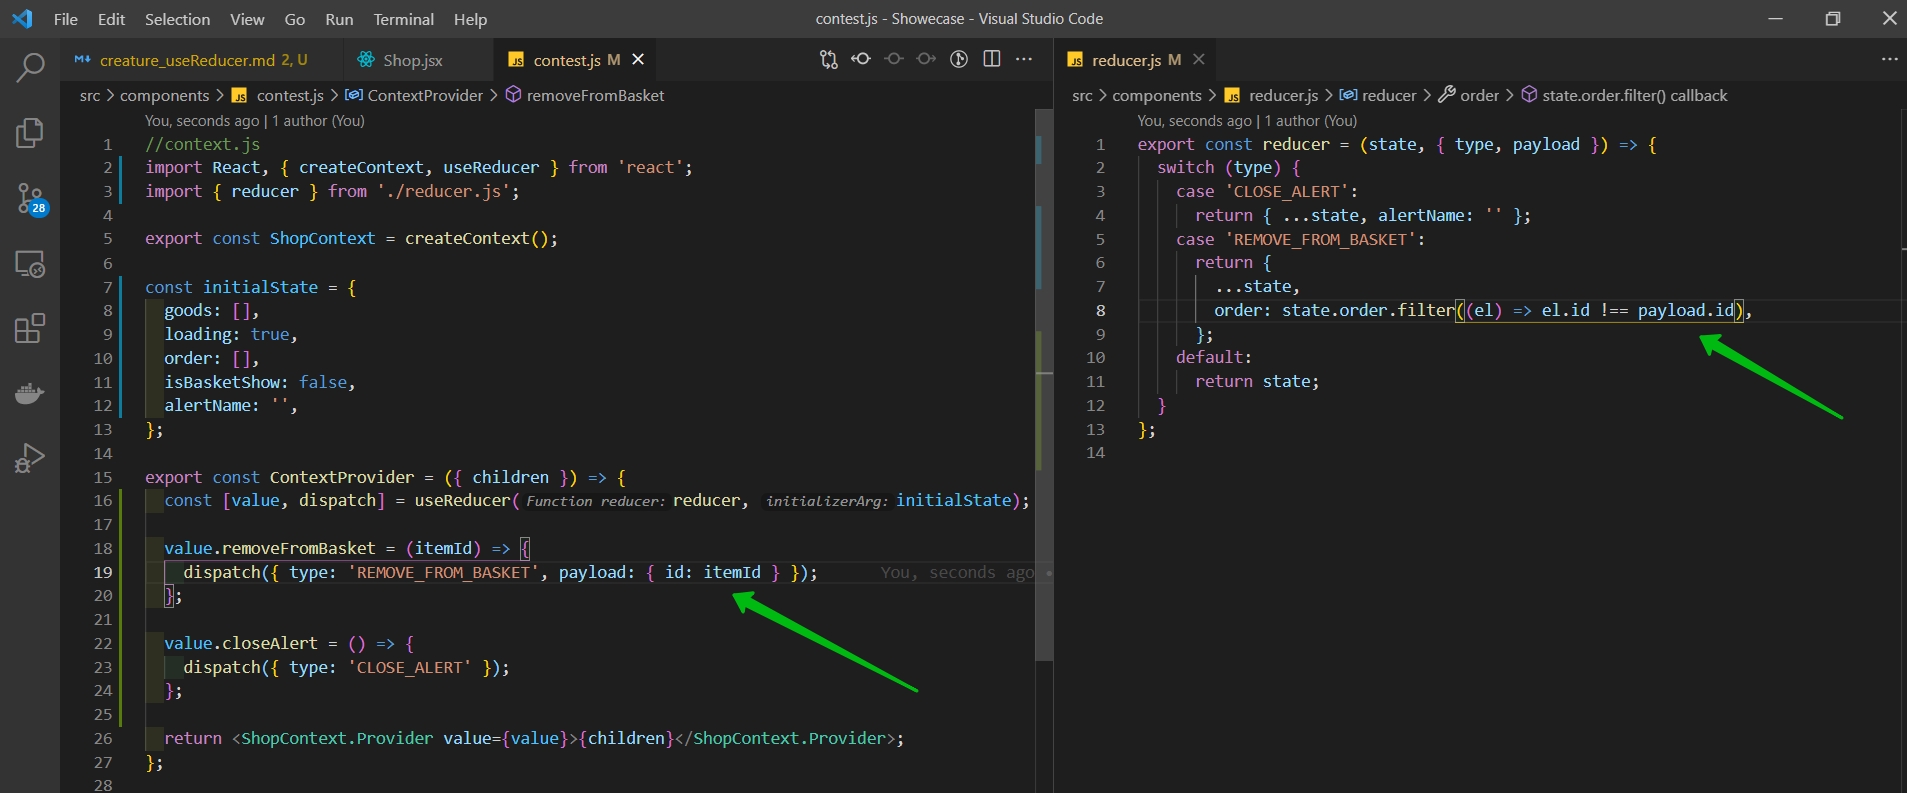 File Edit Selection View Go Run Terminal Help
contest.js - Showecase - Visual Studio Code
creature_useReducer.md 2, U
Shop.jsx
JS contest.js M
src > components > JS contest.js > ContextProvider > removeFromBasket
You, seconds ago | 1 author (You)
1 //context.js
2 import React, { createContext, useReducer } from 'react';
3 import { reducer } from './reducer.js';
4
5 export const ShopContext = createContext();
6
7 const initialState = {
8 goods: [],
9 loading: true,
10 order: [],
11 isBasketShow: false,
12 alertName: '',
13 };
14
15 export const ContextProvider = ({ children }) => {
16 const [value, dispatch] = useReducer( Function reducer: reducer, initializerArg: initialState);
17
18 value.removeFromBasket = (itemId) => {
19 dispatch({ type: 'REMOVE_FROM_BASKET', payload: { id: itemId } }); You, seconds ago •
20 };
21
22 value.closeAlert = () => {
23 dispatch({ type: 'CLOSE_ALERT' });
24 };
25
26 return <ShopContext.Provider value={value}>{children}</ShopContext.Provider>;
27 };
28
28
JS reducer.js M
src > components > JS reducer.js > reducer > order > state.order.filter() callback
You, seconds ago | 1 author (You)
1 export const reducer = (state, { type, payload }) => {
2 switch (type) {
3 case 'CLOSE_ALERT':
4 return { ...state, alertName: '' };
5 case 'REMOVE_FROM_BASKET':
6 return {
7 ...state,
8 order: state.order.filter((el) => el.id !== payload.id),
9 };
10 default:
11 return state;
12 }
13 };
14